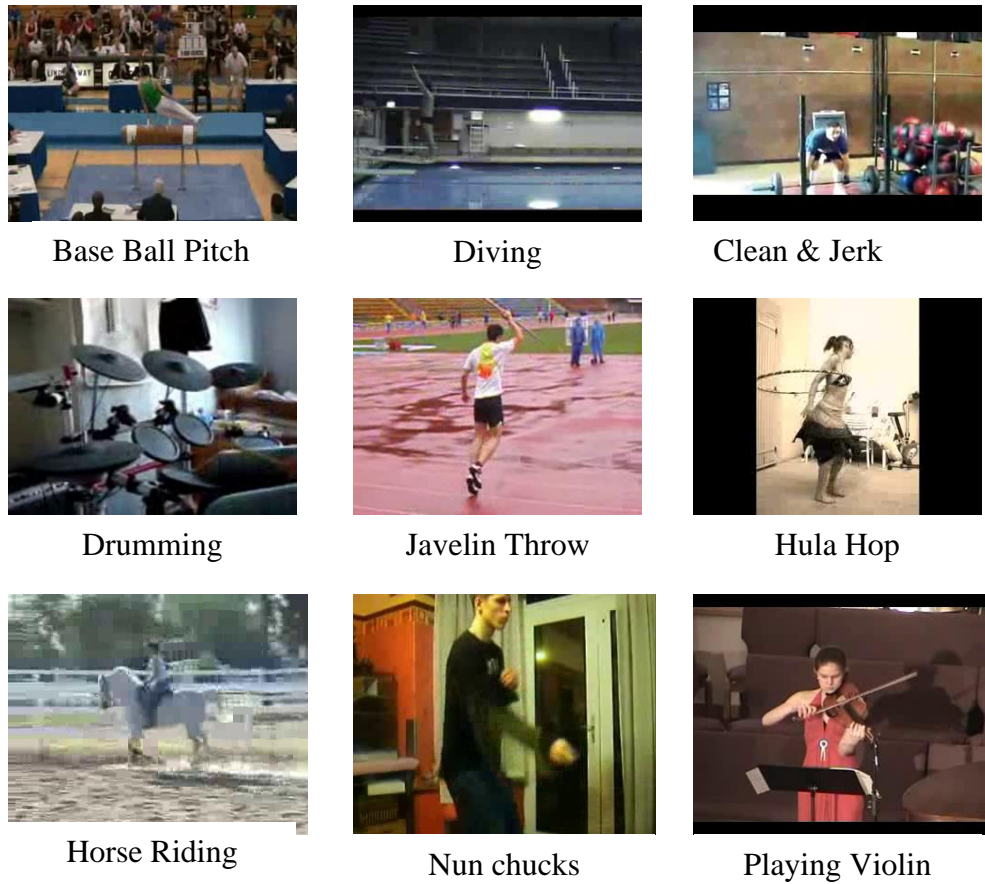 Base Ball Pitch
Diving
Clean & Jerk
Drumming
Javelin Throw
Hula Hop
Horse Riding
Nun chucks
Playing Violin